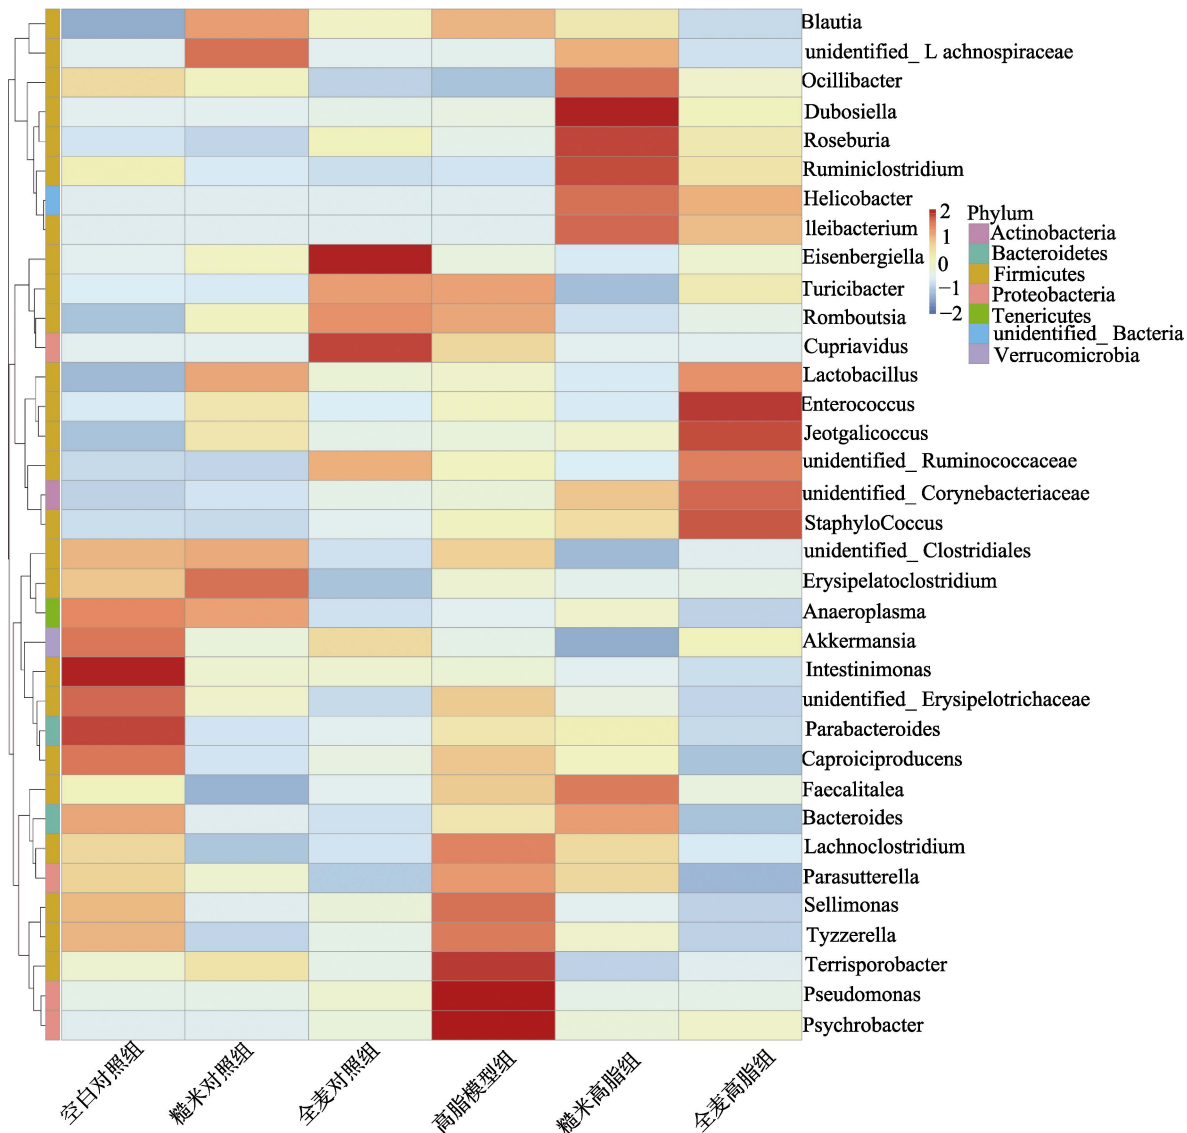 Blautia
unidentified_ L achnospiraceae
Ocillibacter
Dubosiella
Roseburia
Ruminiclostridium
Helicobacter
lleibacterium
Eisenbergiella
Turicibacter
Romboutsia
Cupriavidus
Lactobacillus
Enterococcus
Jeotgalicoccus
unidentified_ Ruminococcaceae
unidentified_ Corynebacteriaceae
StaphyloCoccus
unidentified_ Clostridiales
Erysipelatoclostridium
Anaeroplasma
Akkermansia
Intestinimonas
unidentified_ Erysipelotrichaceae
Parabacteroides
Caproiciproducens
Faecalitalea
Bacteroides
Lachnoclostridium
Parasutterella
Sellimonas
Tyzzerella
Terrisporobacter
Pseudomonas
Psychrobacter
2
1
0
−1
−2
Phylum
Actinobacteria
Bacteroidetes
Firmicutes
Proteobacteria
Tenericutes
unidentified_ Bacteria
Verrucomicrobia
空白对照组
糙米对照组
全麦对照组
高脂模型组
糙米高脂组
全麦高脂组